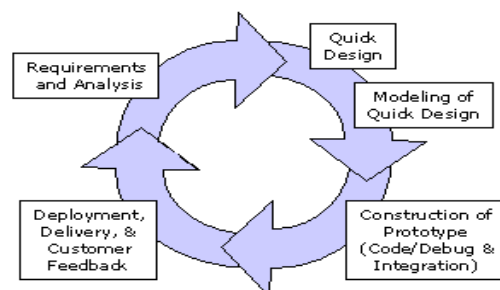 Quick
Design
Requirements
and Analysis
Modeling of
Quick Design
Construction of
Prototype
(Code/Debug &
Integration)
Deployment,
Delivery, &
Customer
Feedback